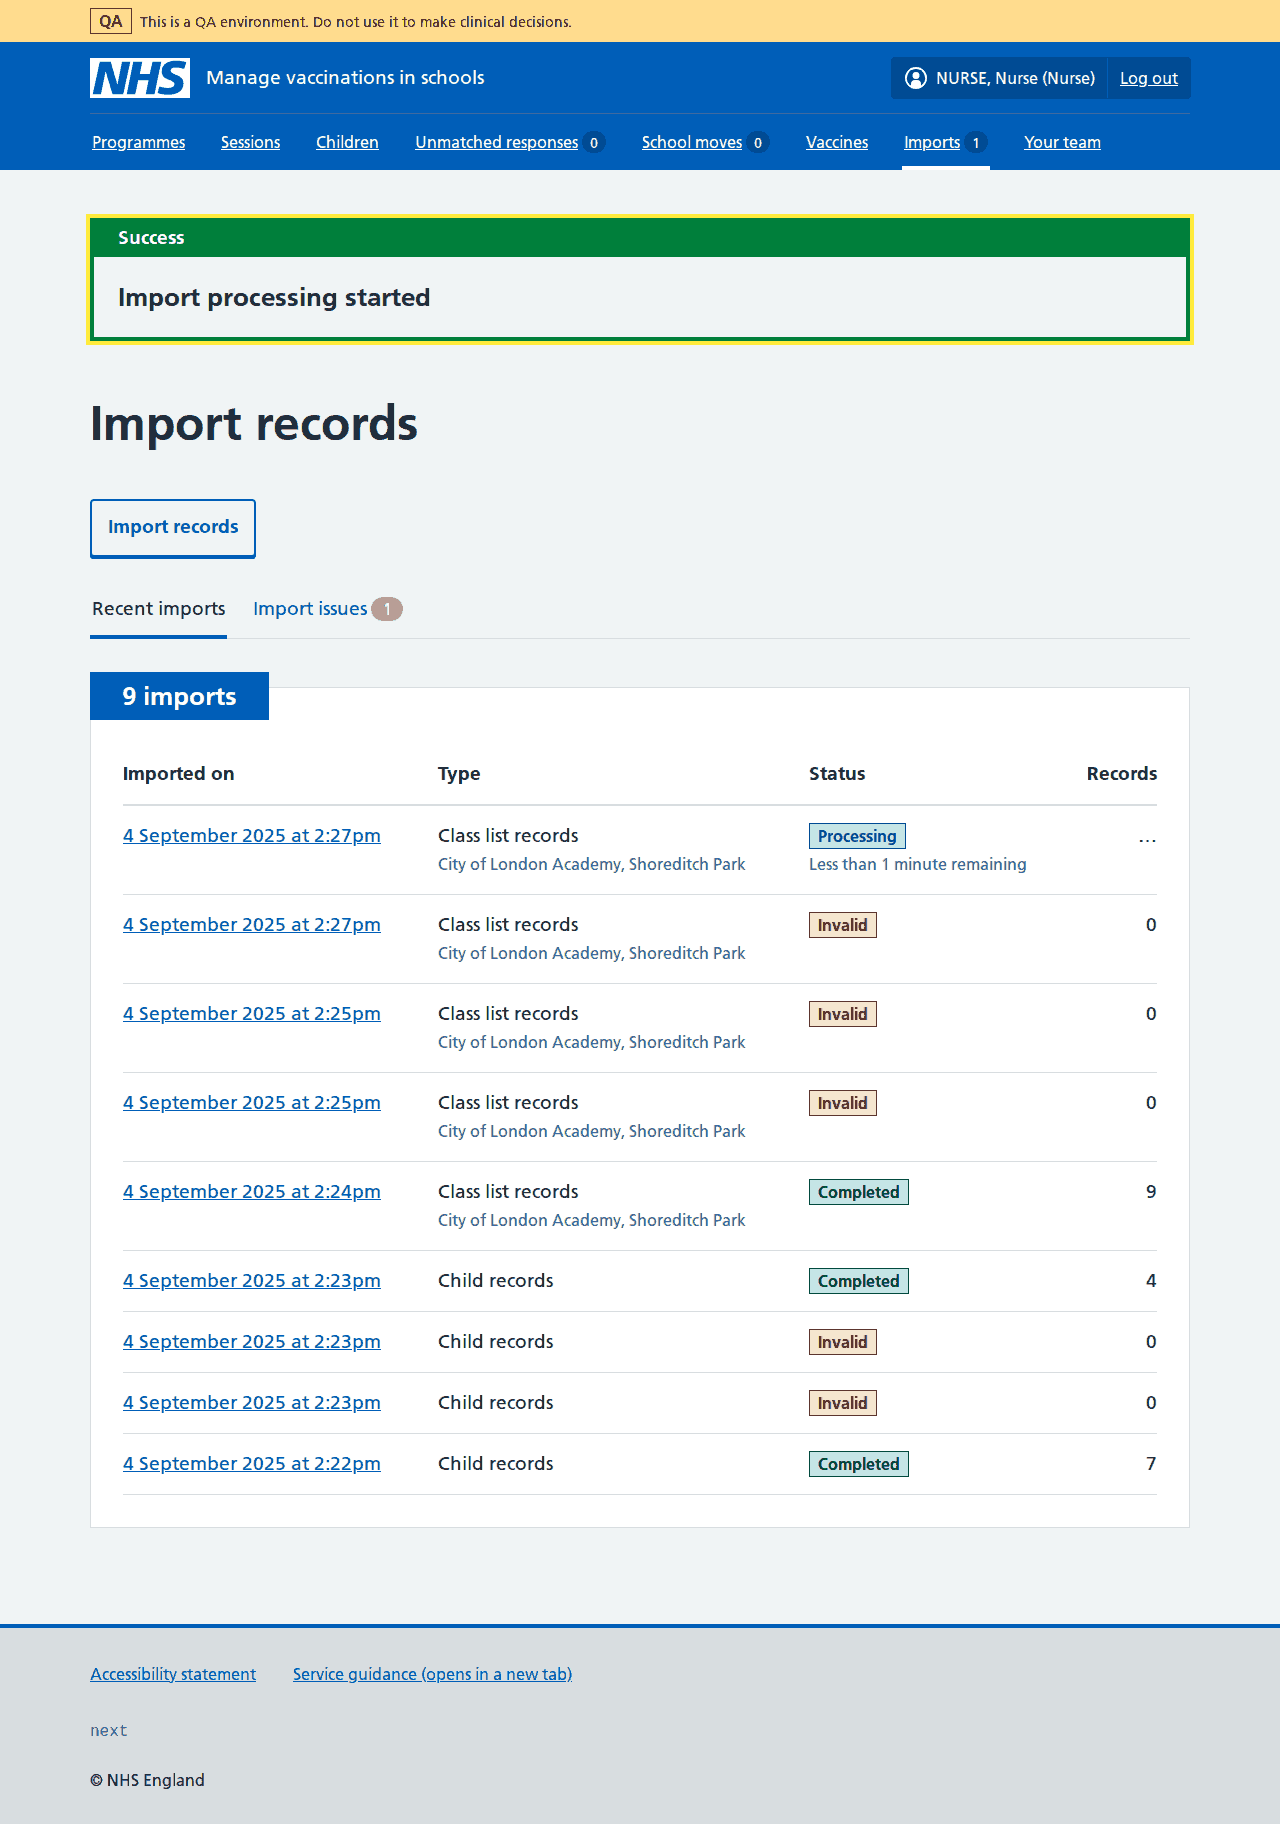 QA This is a QA environment. Do not use it to make clinical decisions.
NHS Manage vaccinations in schools
NURSE, Nurse (Nurse) Log out
Programmes Sessions Children Unmatched responses 0 School moves 0 Vaccines Imports 1 Your team
Success
Import processing started
Import records
Import records
Recent imports Import issues 1
9 imports
Imported on Type Status Records
4 September 2025 at 2:27pm Class list records Processing ...
City of London Academy, Shoreditch Park Less than 1 minute remaining
4 September 2025 at 2:27pm Class list records Invalid 0
City of London Academy, Shoreditch Park
4 September 2025 at 2:25pm Class list records Invalid 0
City of London Academy, Shoreditch Park
4 September 2025 at 2:25pm Class list records Invalid 0
City of London Academy, Shoreditch Park
4 September 2025 at 2:24pm Class list records Completed 9
City of London Academy, Shoreditch Park
4 September 2025 at 2:23pm Child records Completed 4
4 September 2025 at 2:23pm Child records Invalid 0
4 September 2025 at 2:23pm Child records Invalid 0
4 September 2025 at 2:22pm Child records Completed 7
Accessibility statement Service guidance (opens in a new tab)
next
© NHS England